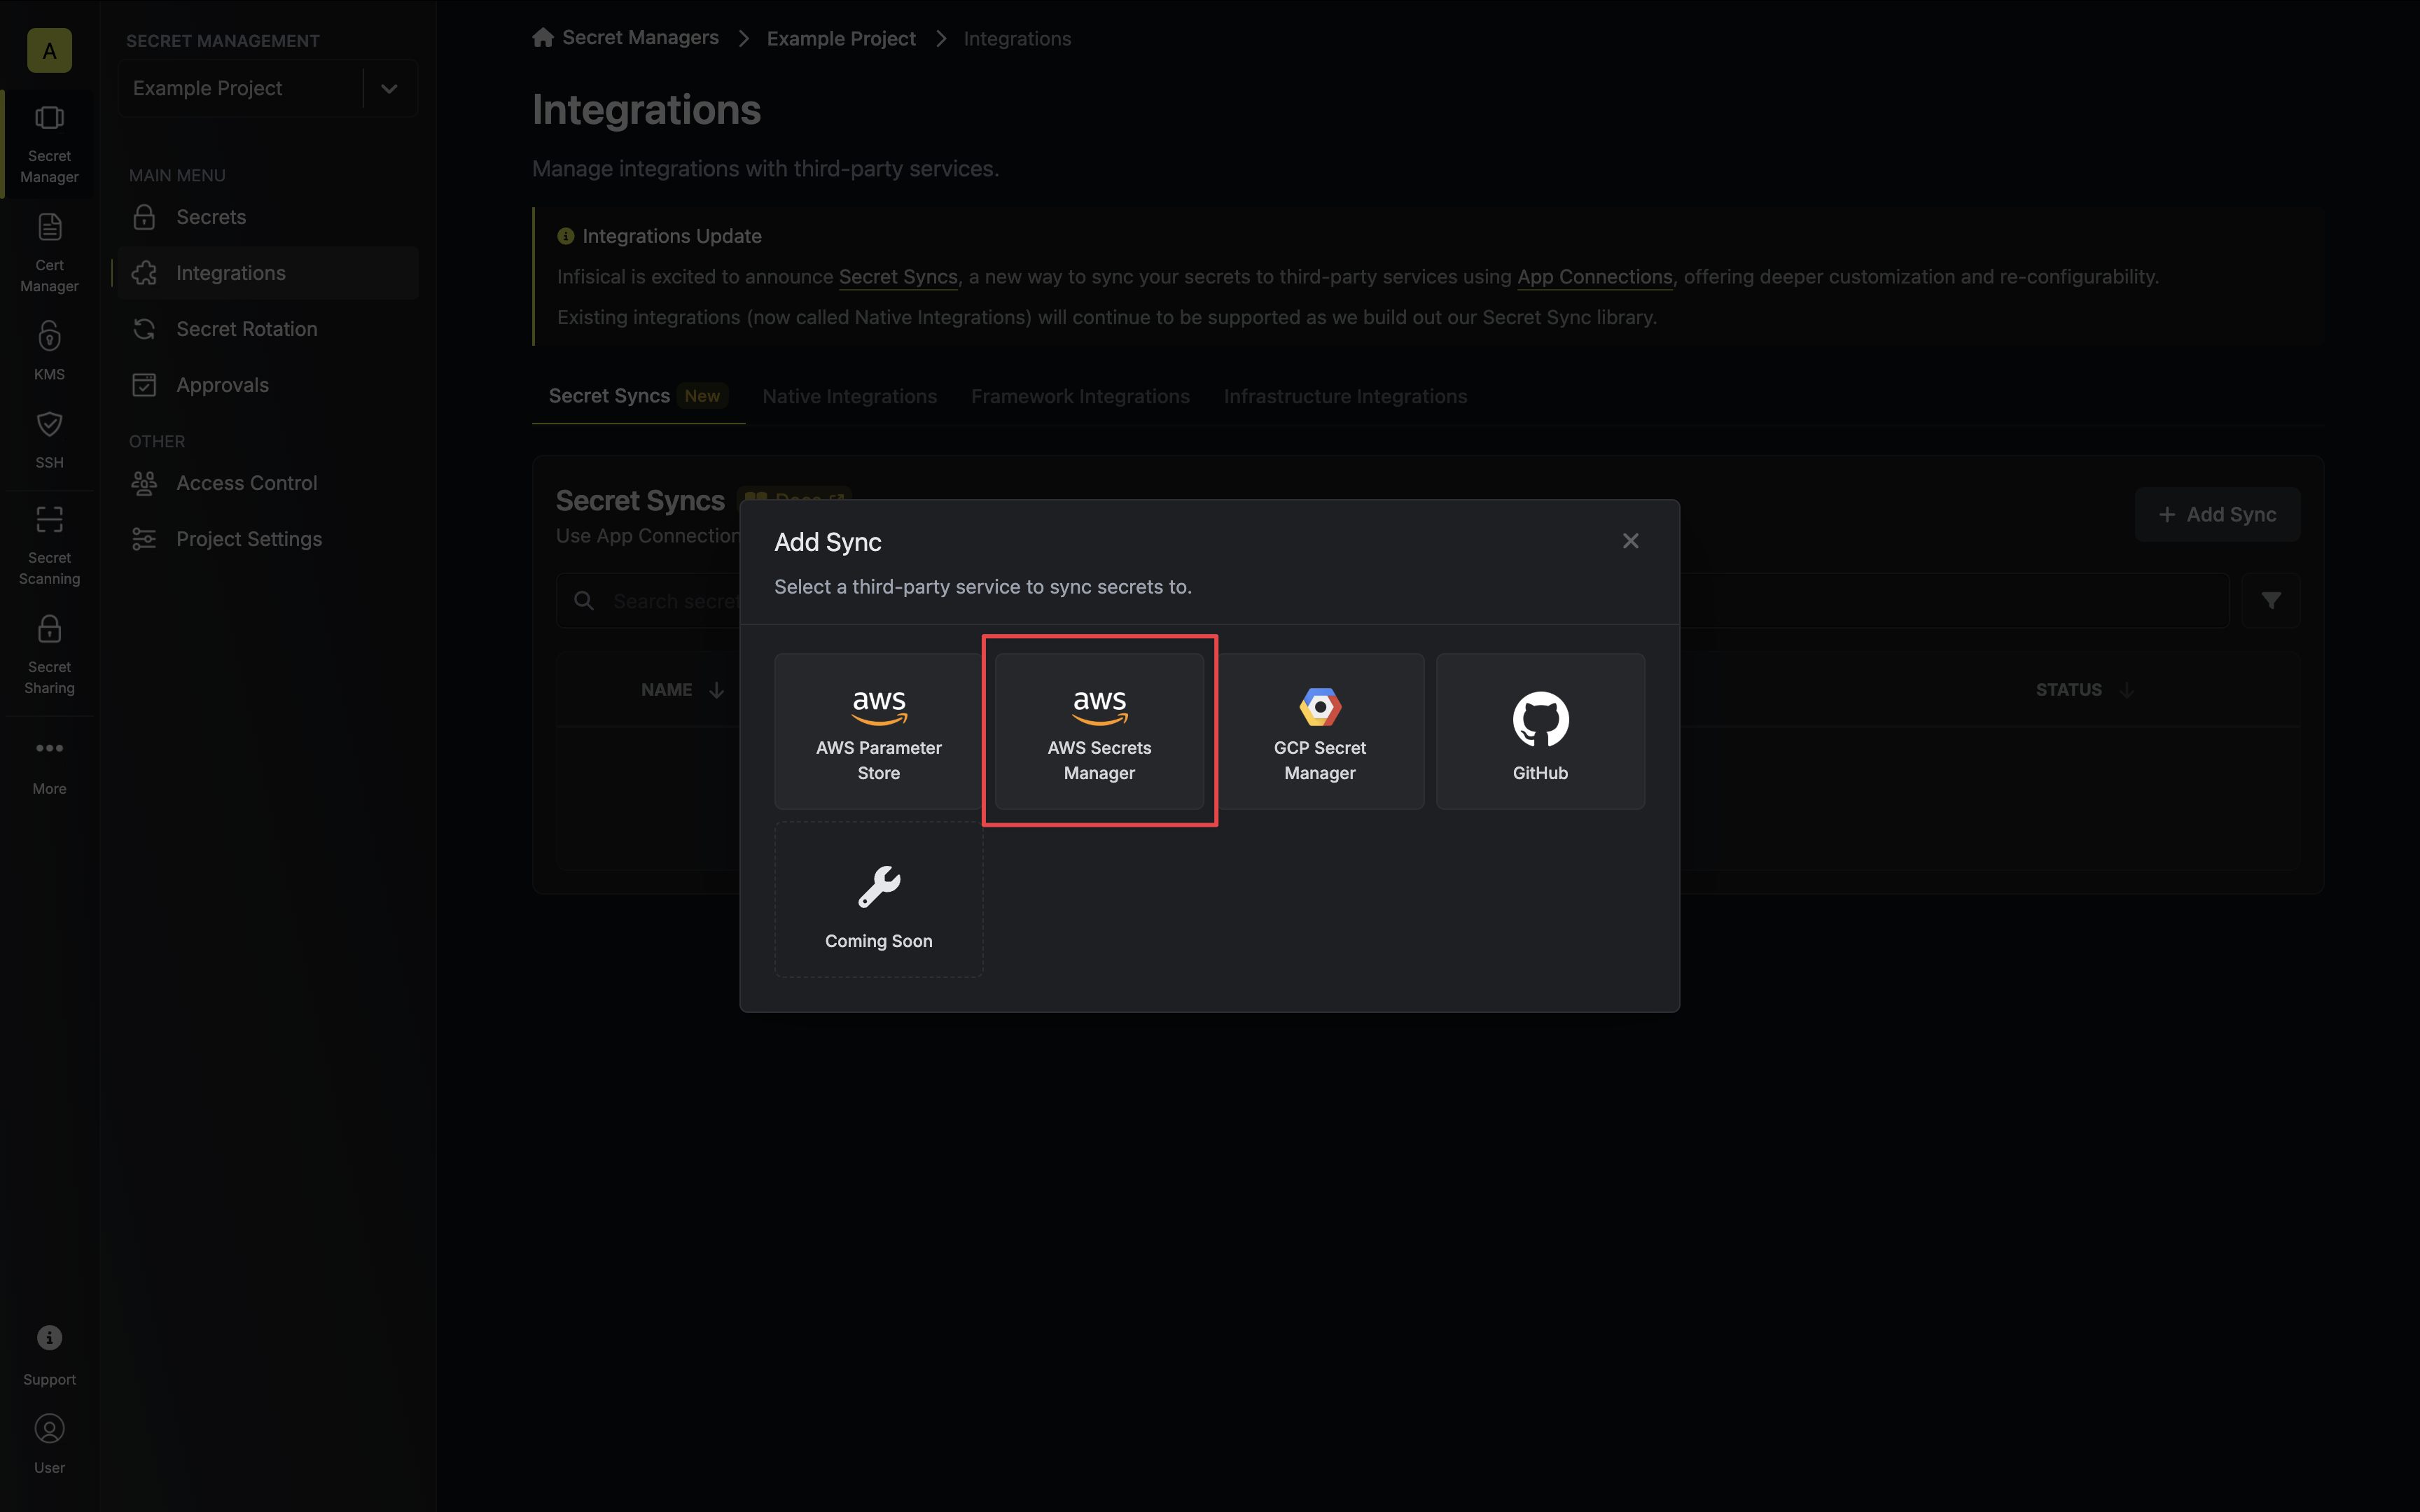 A
Secret
Manager
Cert
Manager
KMS
SSH
Secret
Scanning
Secret
Sharing
More
Support
User
SECRET MANAGEMENT
Example Project
MAIN MENU
Secrets
Integrations
Secret Rotation
Approvals
OTHER
Access Control
Project Settings
Secret Managers > Example Project > Integrations
Integrations
Manage integrations with third-party services.
Integrations Update
Infisical is excited to announce Secret Syncs, a new way to sync your secrets to third-party services using App Connections, offering deeper customization and re-configurability.
Existing integrations (now called Native Integrations) will continue to be supported as we build out our Secret Sync library.
Secret Syncs New Native Integrations Framework Integrations Infrastructure Integrations
Secret Syncs Docs
Use App Connection
+ Add Sync
Search secret
NAME
STATUS
Add Sync
Select a third-party service to sync secrets to.
aws
AWS Parameter
Store
aws
AWS Secrets
Manager
GCP Secret
Manager
GitHub
Coming Soon